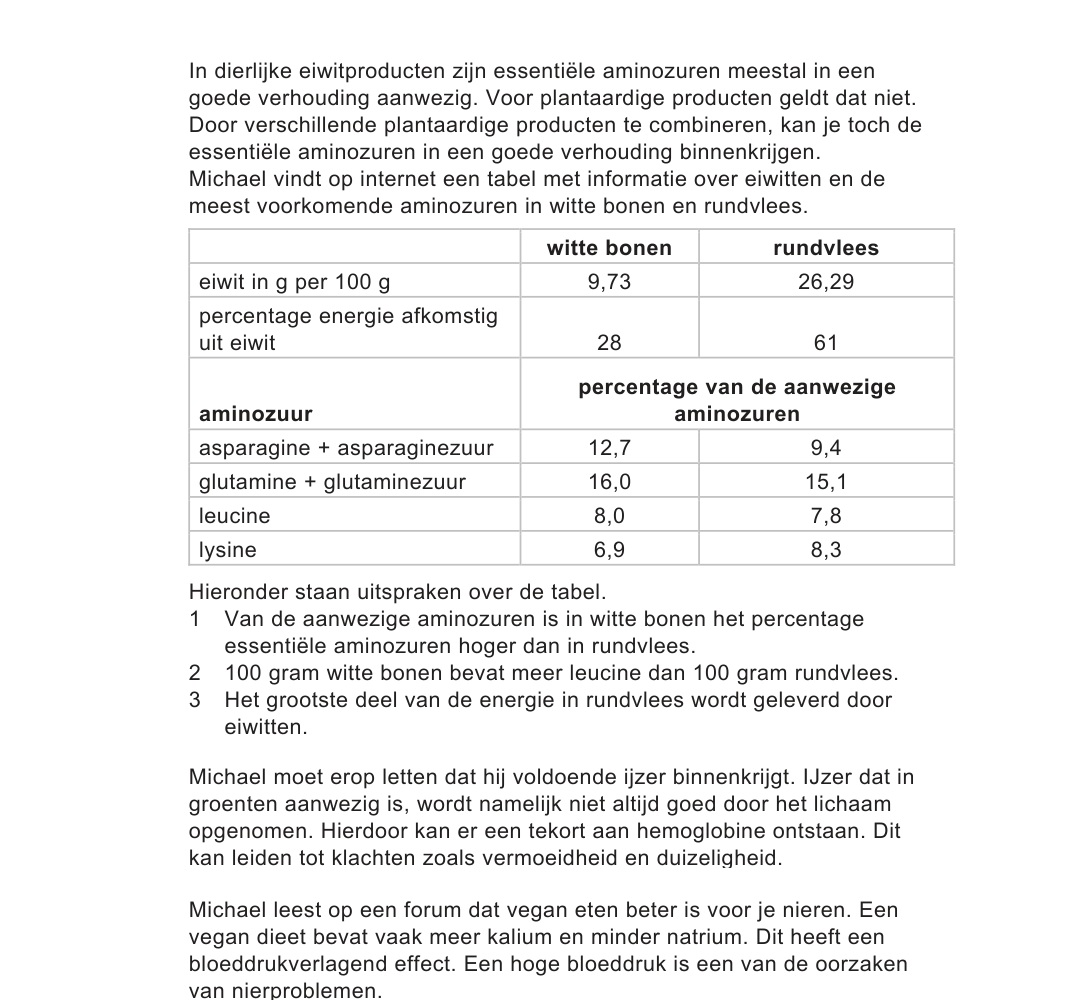 In dierlijke eiwitproducten zijn essentiële aminozuren meestal in een
goede verhouding aanwezig. Voor plantaardige producten geldt dat niet.
Door verschillende plantaardige producten te combineren, kan je toch de
essentiële aminozuren in een goede verhouding binnenkrijgen.
Michael vindt op internet een tabel met informatie over eiwitten en de
meest voorkomende aminozuren in witte bonen en rundvlees.
witte bonen rundvlees
eiwit in g per 100 g 9,73 26,29
percentage energie afkomstig
uit eiwit 28 61
percentage van de aanwezige
aminozuur aminozuren
asparagine + asparaginezuur 12,7 9,4
glutamine + glutaminezuur 16,0 15,1
leucine 8,0 7,8
lysine 6,9 8,3
Hieronder staan uitspraken over de tabel.
1 Van de aanwezige aminozuren is in witte bonen het percentage
essentiële aminozuren hoger dan in rundvlees.
2 100 gram witte bonen bevat meer leucine dan 100 gram rundvlees.
3 Het grootste deel van de energie in rundvlees wordt geleverd door
eiwitten.
Michael moet erop letten dat hij voldoende ijzer binnenkrijgt. IJzer dat in
groenten aanwezig is, wordt namelijk niet altijd goed door het lichaam
opgenomen. Hierdoor kan er een tekort aan hemoglobine ontstaan. Dit
kan leiden tot klachten zoals vermoeidheid en duizeligheid.
Michael leest op een forum dat vegan eten beter is voor je nieren. Een
vegan dieet bevat vaak meer kalium en minder natrium. Dit heeft een
bloeddrukverlagend effect. Een hoge bloeddruk is een van de oorzaken
van nierproblemen.